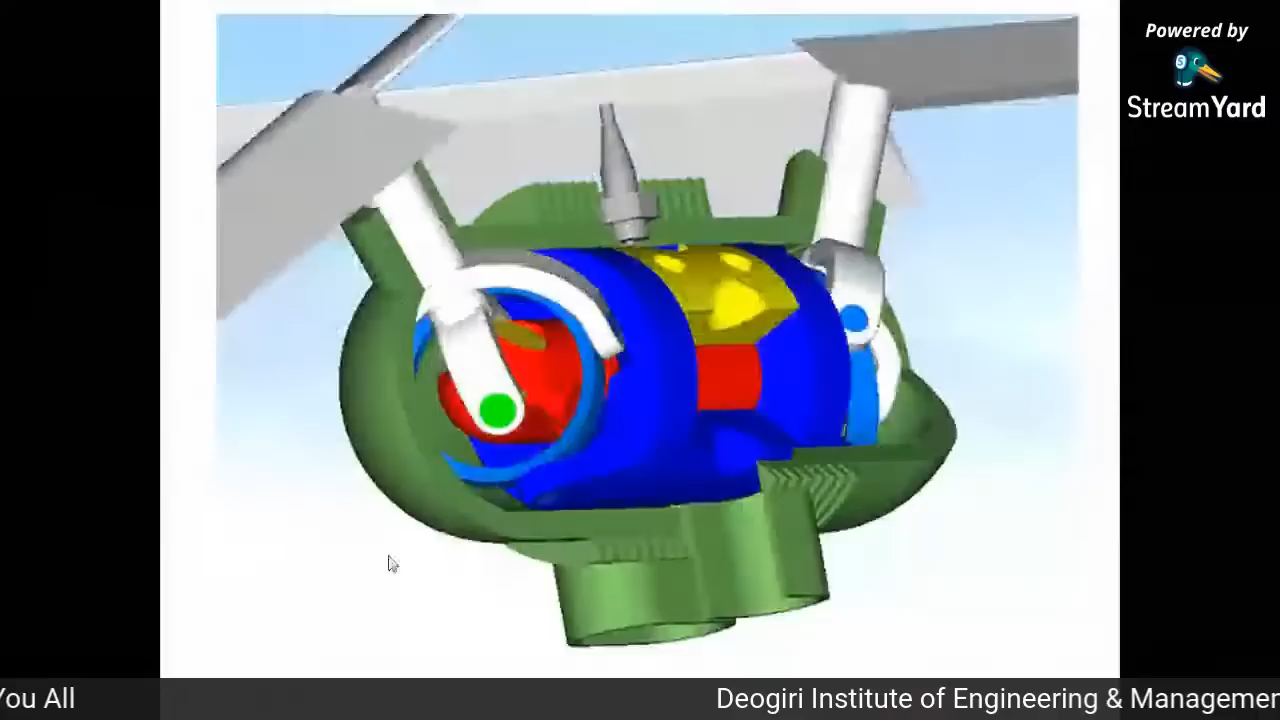 Powered by
StreamYard
You All
Deogiri Institute of Engineering & Managemen